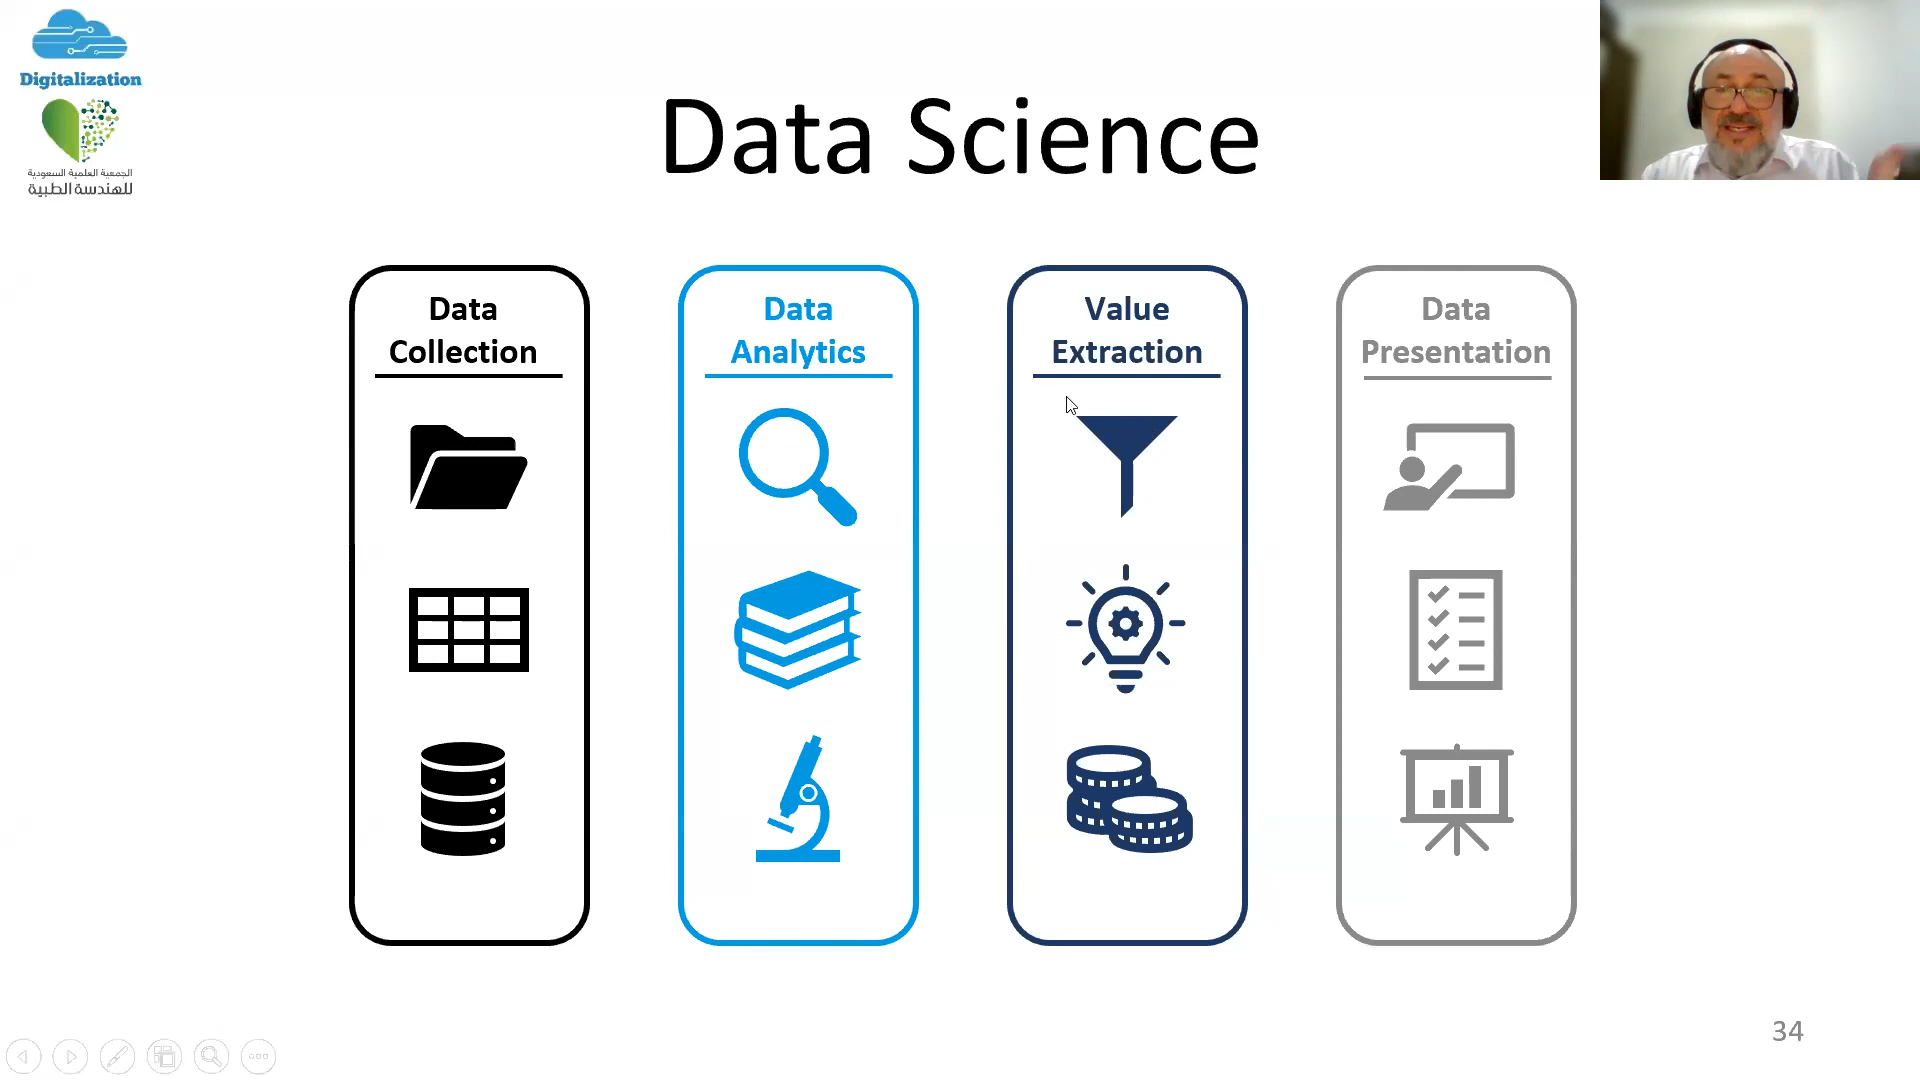 Digitalization
الجمعية العلمية السعودية
للهندسة الطبية
Data Science
Data
Collection
Data
Analytics
Value
Extraction
Data
Presentation
34